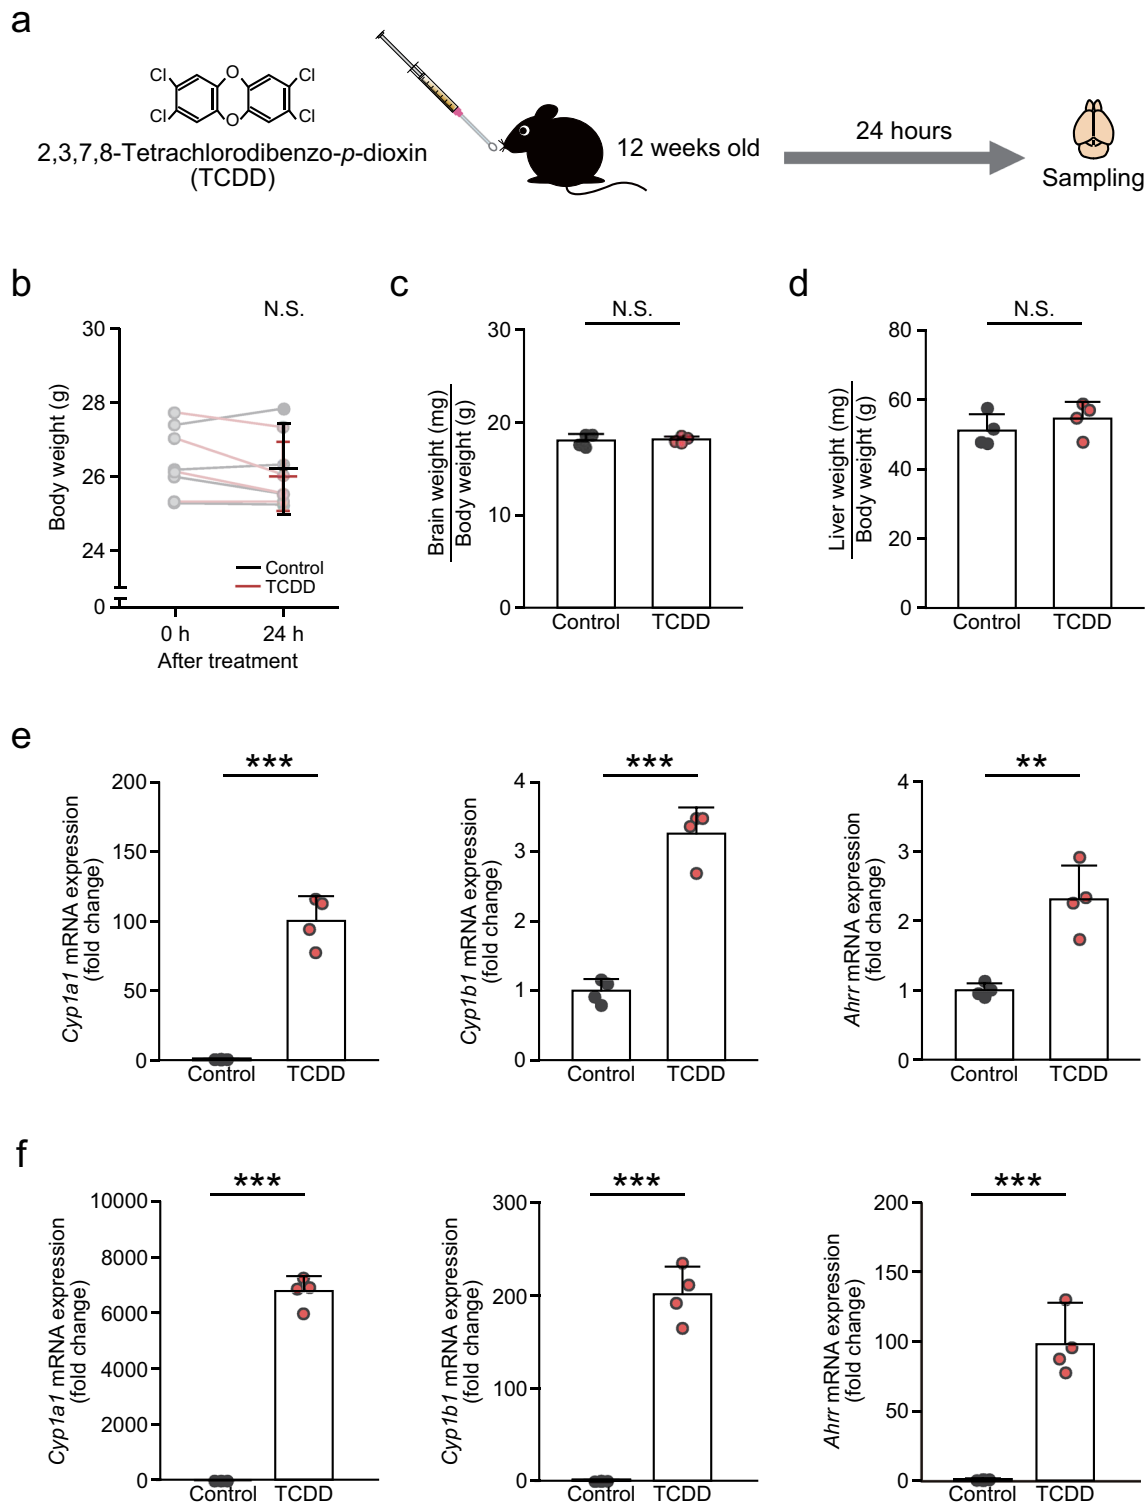 a
Cl
O
Cl
Cl
O
Cl
2,3,7,8-Tetrachlorodibenzo-p-dioxin
(TCDD)
12 weeks old
24 hours
Sampling
b
N.S.
Body weight (g)
30
28
26
24
0
Control
TCDD
0 h
24 h
After treatment
c
N.S.
Brain weight (mg)
Body weight (g)
30
20
10
0
Control
TCDD
d
N.S.
Liver weight (mg)
Body weight (g)
80
60
40
20
0
Control
TCDD
e
***
Cyp1a1 mRNA expression
(fold change)
200
150
100
50
0
Control
TCDD
***
Cyp1b1 mRNA expression
(fold change)
4
3
2
1
0
Control
TCDD
**
Ahrr mRNA expression
(fold change)
4
3
2
1
0
Control
TCDD
f
***
Cyp1a1 mRNA expression
(fold change)
10000
8000
6000
4000
2000
0
Control
TCDD
***
Cyp1b1 mRNA expression
(fold change)
300
200
100
0
Control
TCDD
***
Ahrr mRNA expression
(fold change)
200
150
100
50
0
Control
TCDD